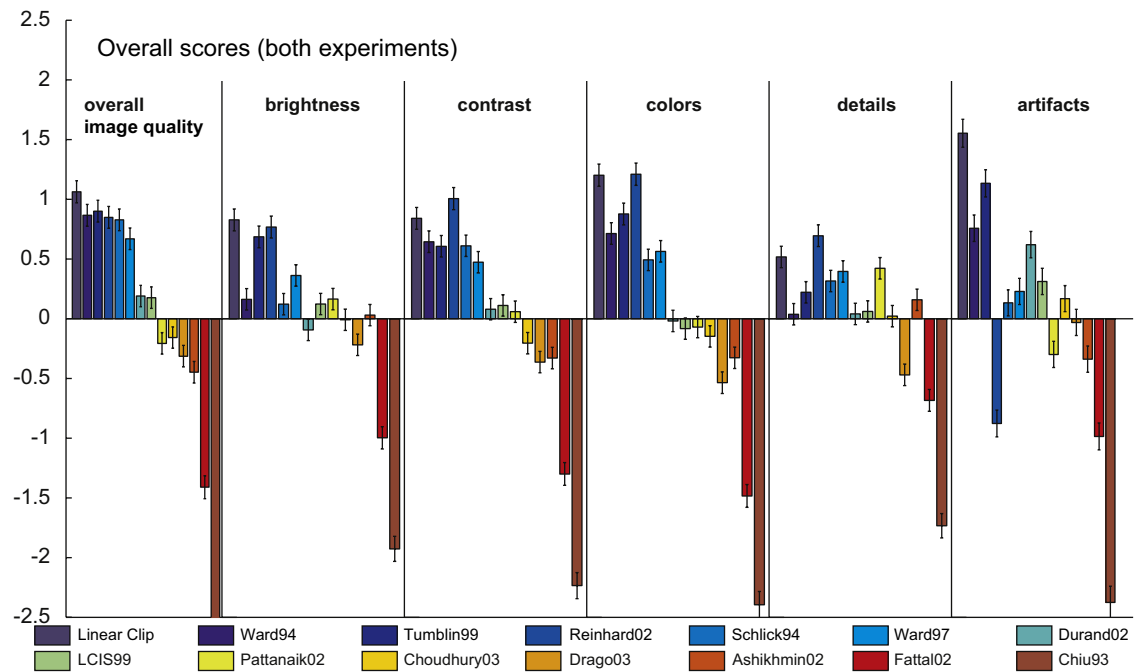 2.5
Overall scores (both experiments)
2
overall
image quality
brightness
contrast
colors
details
artifacts
1.5
1
0.5
0
-0.5
-1
-1.5
-2
-2.5
Linear Clip Ward94 Tumblin99 Reinhard02 Schlick94 Ward97 Durand02
LCIS99 Pattanaik02 Choudhury03 Drago03 Ashikhmin02 Fattal02 Chiu93